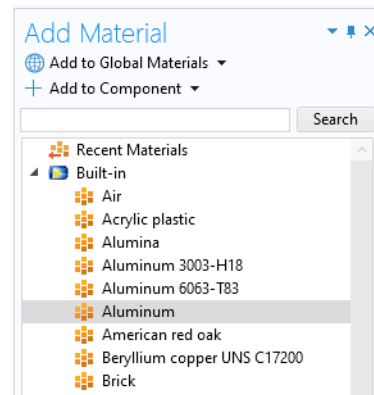 Add Material
Add to Global Materials
Add to Component
Search
Recent Materials
Built-in
Air
Acrylic plastic
Alumina
Aluminum 3003-H18
Aluminum 6063-T83
Aluminum
American red oak
Beryllium copper UNS C17200
Brick